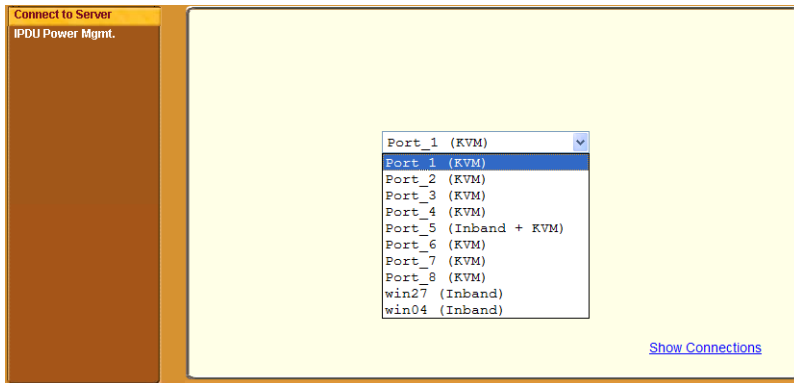 Connect to Server
IPDU Power Mgmt.
Port_1 (KVM)
Port_1 (KVM)
Port_2 (KVM)
Port_3 (KVM)
Port_4 (KVM)
Port_5 (Inband + KVM)
Port_6 (KVM)
Port_7 (KVM)
Port_8 (KVM)
win27 (Inband)
win04 (Inband)
Show Connections